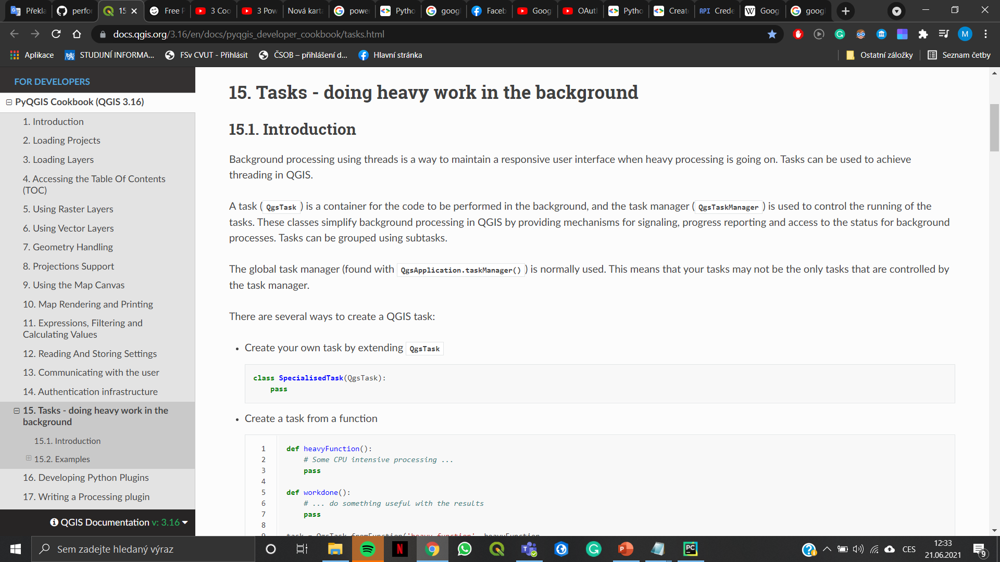 Překla
perfor
15
Free P
3 Coo
3 Pow
Nová karta
powe
Pytho
goog
Faceb
Goog
OAut
Pytho
Creat
API Crede
Goog
goog
docs.qgis.org/3.16/en/docs/pyqgis_developer_cookbook/tasks.html
M
Aplikace
STUDIJNÍ INFORMA...
FSv CVUT - Přihlásit
ČSOB – přihlášení d...
Hlavní stránka
Ostatní záložky
Seznam četby
FOR DEVELOPERS
PyQGIS Cookbook (QGIS 3.16)
1. Introduction
2. Loading Projects
3. Loading Layers
4. Accessing the Table Of Contents
(TOC)
5. Using Raster Layers
6. Using Vector Layers
7. Geometry Handling
8. Projections Support
9. Using the Map Canvas
10. Map Rendering and Printing
11. Expressions, Filtering and
Calculating Values
12. Reading And Storing Settings
13. Communicating with the user
14. Authentication infrastructure
15. Tasks - doing heavy work in the
background
15.1. Introduction
15.2. Examples
16. Developing Python Plugins
17. Writing a Processing plugin
QGIS Documentation v: 3.16
15. Tasks - doing heavy work in the background
15.1. Introduction
Background processing using threads is a way to maintain a responsive user interface when heavy processing is going on. Tasks can be used to achieve
threading in QGIS.
A task ( QgsTask ) is a container for the code to be performed in the background, and the task manager ( QgsTaskManager ) is used to control the running of the
tasks. These classes simplify background processing in QGIS by providing mechanisms for signaling, progress reporting and access to the status for background
processes. Tasks can be grouped using subtasks.
The global task manager (found with QgsApplication.taskManager() ) is normally used. This means that your tasks may not be the only tasks that are controlled by
the task manager.
There are several ways to create a QGIS task:
• Create your own task by extending QgsTask
class SpecialisedTask(QgsTask):
pass
• Create a task from a function
1 def heavyFunction():
2 # Some CPU intensive processing ...
3 pass
4
5 def workdone():
6 # ... do something useful with the results
7 pass
8
9 task = QgsTask.fromFunction('heavy function', heavyFunction,
Sem zadejte hledaný výraz
CES
12:33
21.06.2021
9